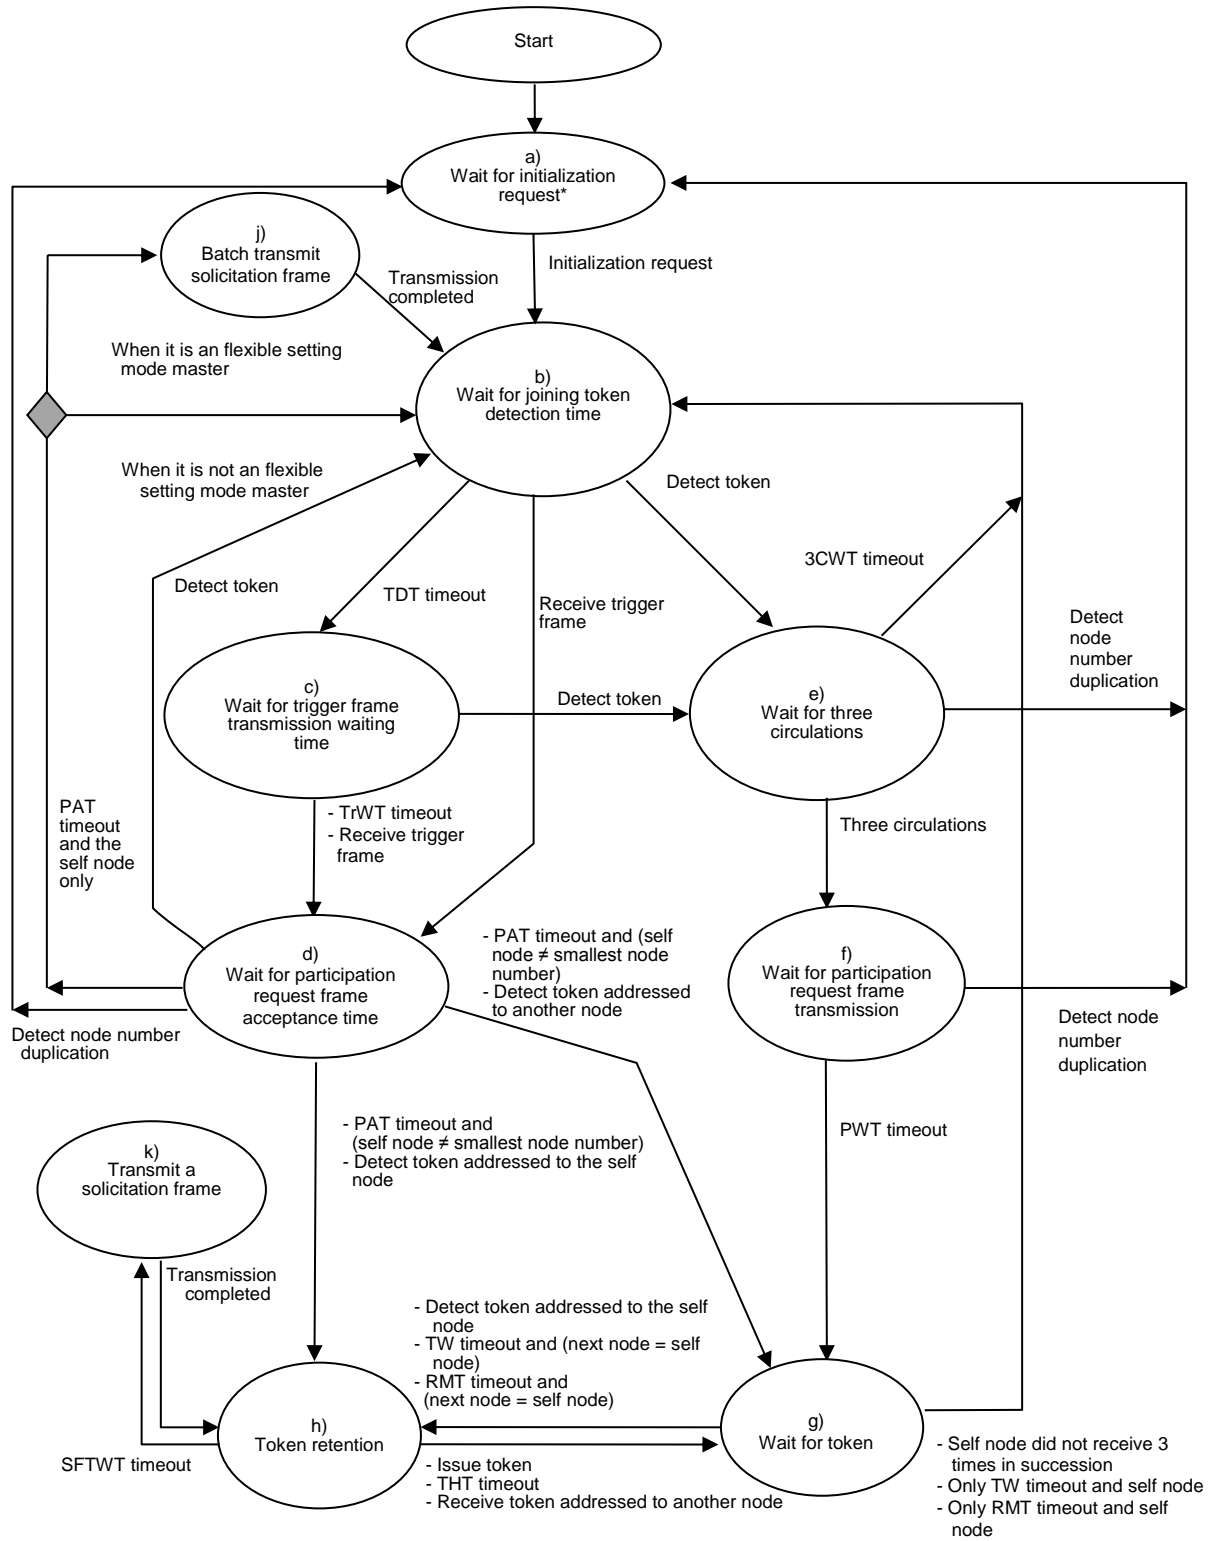 Start
a)
Wait for initialization
request*
j)
Batch transmit
solicitation frame
Initialization request
Transmission
completed
When it is an flexible setting
mode master
b)
Wait for joining token
detection time
When it is not an flexible
setting mode master
Detect token
3CWT timeout
Detect token
TDT timeout
Receive trigger
frame
Detect
node
number
duplication
c)
Wait for trigger frame
transmission waiting
time
Detect token
e)
Wait for three
circulations
PAT
timeout
and the
self node
only
- TrWT timeout
- Receive trigger
frame
Three circulations
d)
Wait for participation
request frame
acceptance time
- PAT timeout and (self
node ≠ smallest node
number)
- Detect token addressed
to another node
f)
Wait for participation
request frame
transmission
Detect node number
duplication
Detect node
number
duplication
- PAT timeout and
(self node ≠ smallest node number)
- Detect token addressed to the self
node
PWT timeout
k)
Transmit a
solicitation frame
Transmission
completed
- Detect token addressed to the self
node
- TW timeout and (next node = self
node)
- RMT timeout and
(next node = self node)
h)
Token retention
g)
Wait for token
SFTWT timeout
- Issue token
- THT timeout
- Receive token addressed to another node
- Self node did not receive 3
times in succession
- Only TW timeout and self node
- Only RMT timeout and self
node